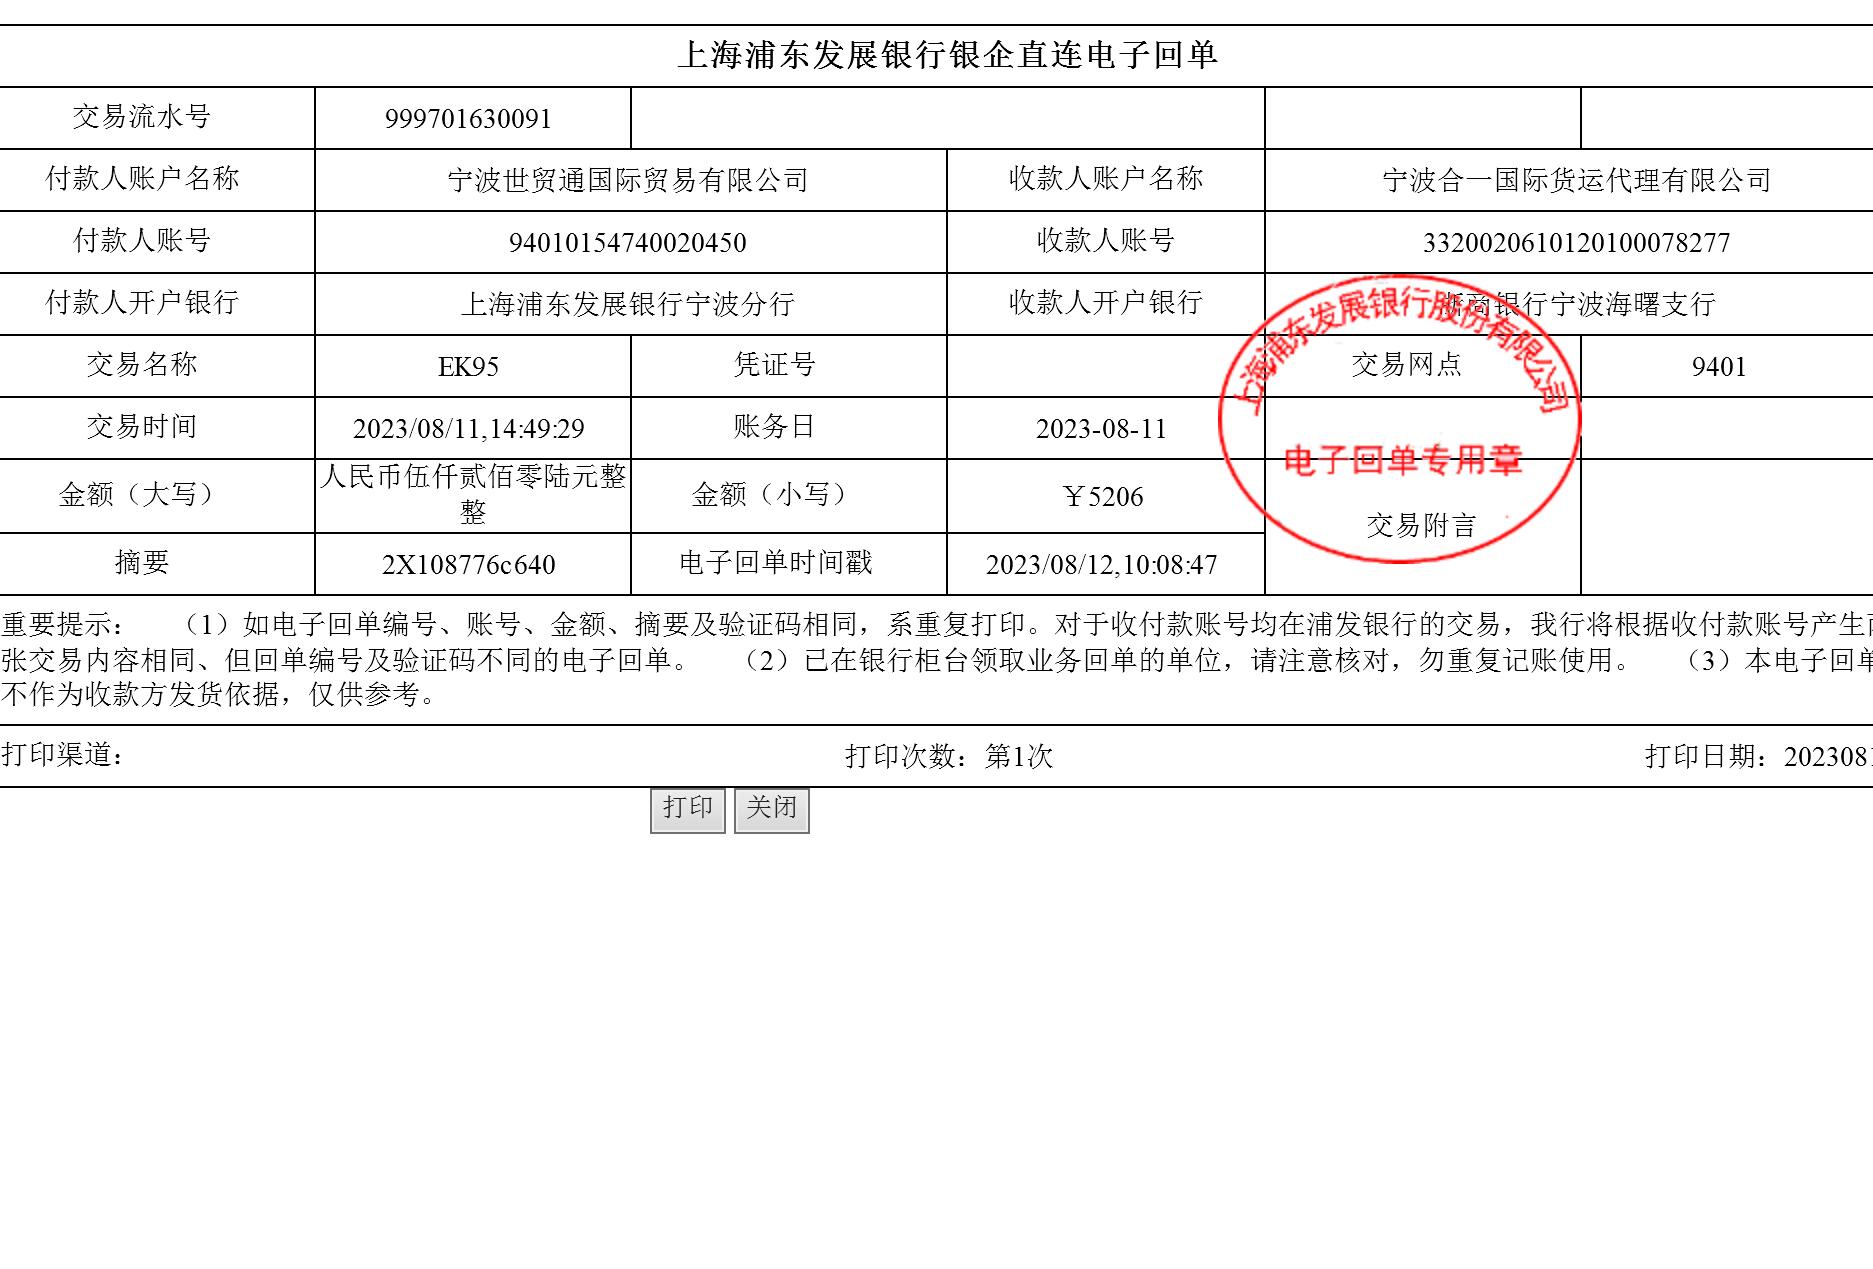 上海浦东发展银行银企直连电子回单
交易流水号 999701630091
付款人账户名称 宁波世贸通国际贸易有限公司 收款人账户名称 宁波合一国际货运代理有限公司
付款人账号 94010154740020450 收款人账号 3320020610120100078277
付款人开户银行 上海浦东发展银行宁波分行 收款人开户银行 浙商银行宁波海曙支行
上海浦东发展银行股份有限公司
交易名称 EK95 凭证号 交易网点 9401
交易时间 2023/08/11,14:49:29 账务日 2023-08-11
电子回单专用章
金额（大写） 人民币伍仟贰佰零陆元整
整 金额（小写） ￥5206
交易附言
摘要 2X108776c640 电子回单时间戳 2023/08/12,10:08:47
重要提示： （1）如电子回单编号、账号、金额、摘要及验证码相同，系重复打印。对于收付款账号均在浦发银行的交易，我行将根据收付款账号产生
张交易内容相同、但回单编号及验证码不同的电子回单。 （2）已在银行柜台领取业务回单的单位，请注意核对，勿重复记账使用。 （3）本电子回单
不作为收款方发货依据，仅供参考。
打印渠道： 打印次数：第1次 打印日期：202308
打印 关闭